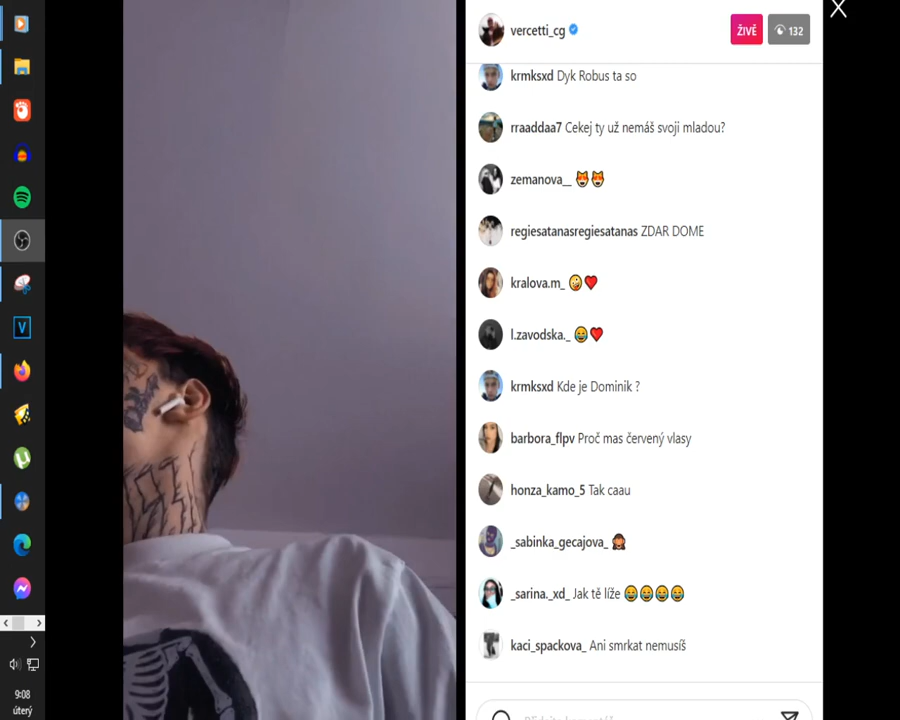 vercetti_cg
ŽIVĚ
132
krmksxd Dyk Robus ta so
rraaddaa7 Cekej ty už nemáš svoji mladou?
zemanova__ 😻😻
regiesatanasregiesatanas ZDAR DOME
kralova.m_ 🤪❤️
l.zavodska._ 😂❤️
krmksxd Kde je Dominik ?
barbora_flpv Proč mas červený vlasy
honza_kamo_5 Tak caau
_sabinka_gecajova_ 🙈
_sarina._xd_ Jak tě líže 😂😂😂😂
kaci_spackova_ Ani smrkat nemusíš
9:08
úterý